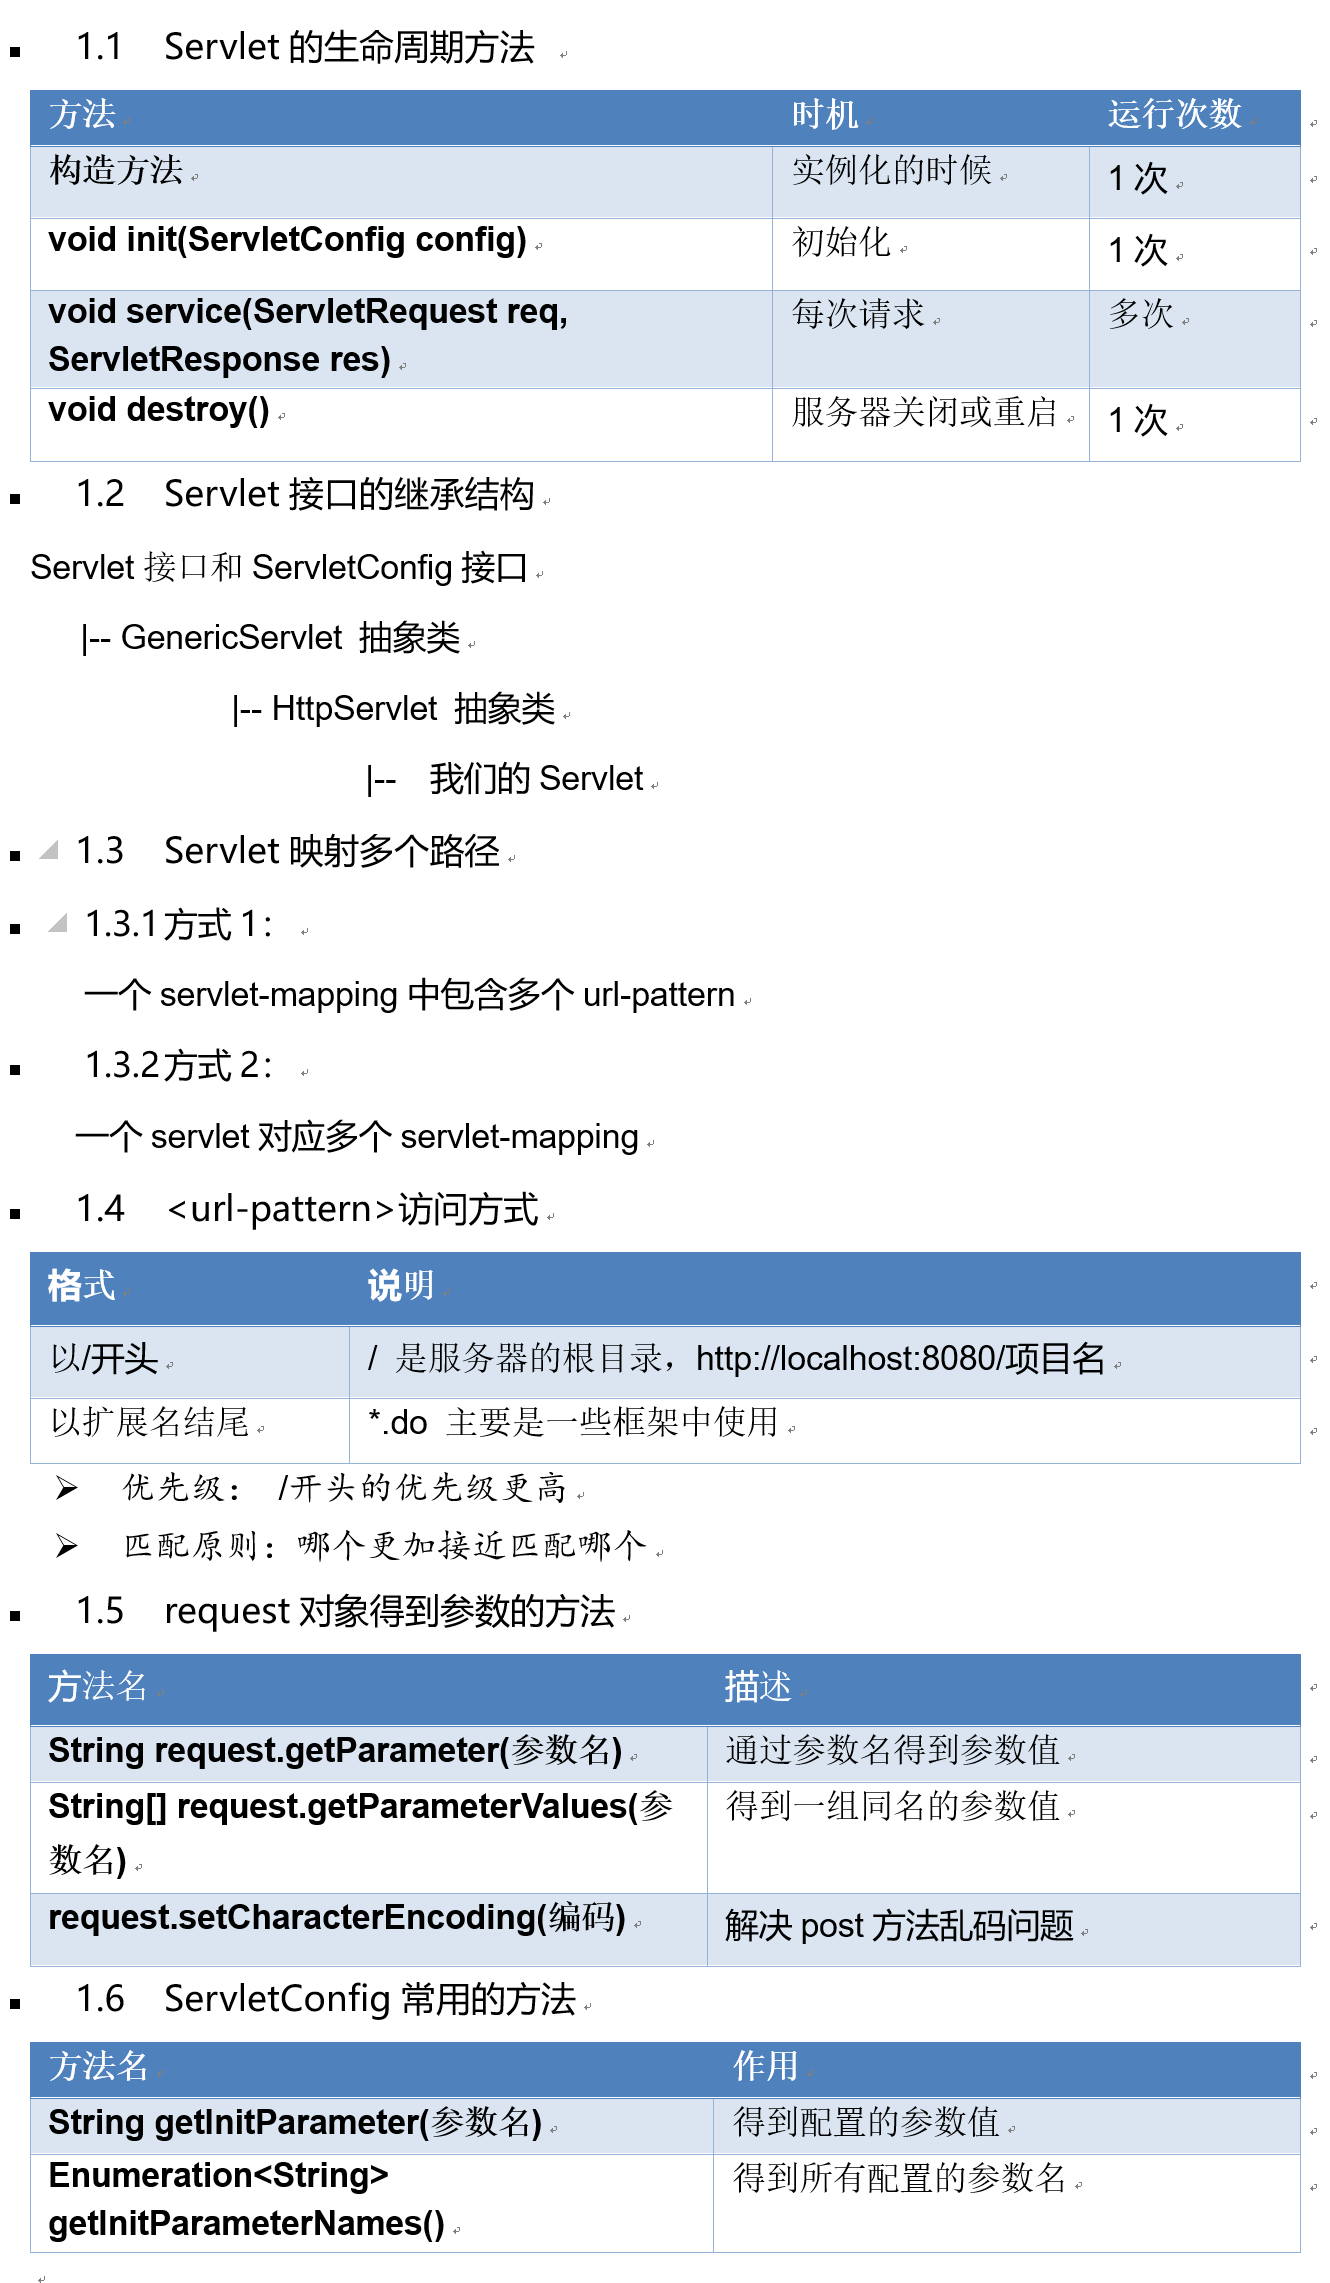 1.1 Servlet 的生命周期方法
方法 时机 运行次数
构造方法 实例化的时候 1 次
void init(ServletConfig config) 初始化 1 次
void service(ServletRequest req, 每次请求 多次
ServletResponse res)
void destroy() 服务器关闭或重启 1 次
1.2 Servlet 接口的继承结构
Servlet 接口和 ServletConfig 接口
|-- GenericServlet 抽象类
|-- HttpServlet 抽象类
|-- 我们的 Servlet
1.3 Servlet 映射多个路径
1.3.1 方式 1：
一个 servlet-mapping 中包含多个 url-pattern
1.3.2 方式 2：
一个 servlet 对应多个 servlet-mapping
1.4 <url-pattern>访问方式
格式 说明
以/开头 / 是服务器的根目录，http://localhost:8080/项目名
以扩展名结尾 *.do 主要是一些框架中使用
优先级： /开头的优先级更高
匹配原则：哪个更加接近匹配哪个
1.5 request 对象得到参数的方法
方法名 描述
String request.getParameter(参数名) 通过参数名得到参数值
String[] request.getParameterValues(参 得到一组同名的参数值
数名)
request.setCharacterEncoding(编码) 解决 post 方法乱码问题
1.6 ServletConfig 常用的方法
方法名 作用
String getInitParameter(参数名) 得到配置的参数值
Enumeration<String> 得到所有配置的参数名
getInitParameterNames()